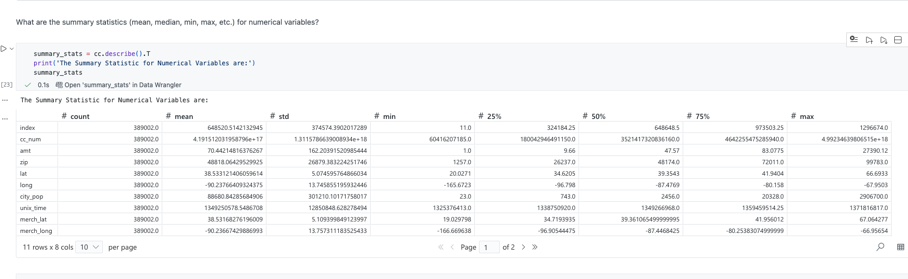 What are the summary statistics (mean, median, min, max, etc.) for numerical variables?
summary_stats = cc.describe().T
print('The Summary Statistic for Numerical Variables are:')
summary_stats
[23] 0.1s Open 'summary_stats' in Data Wrangler
The Summary Statistic for Numerical Variables are:
# count # mean # std # min # 25% # 50% # 75% # max
index 389002.0 648520.5142132945 374574.3902017289 11.0 324184.25 648648.5 973503.25 1296674.0
cc_num 389002.0 4.191512031958796e+17 1.3115786639008934e+18 60416207185.0 180042946491150.0 3521417320836160.0 4642255475285942.0 4.99234639806515e+18
amt 389002.0 70.44214816376267 162.20391520985444 1.0 9.66 47.57 83.0775 27390.12
zip 389002.0 48818.06429529925 26879.383224251746 1257.0 26237.0 48174.0 72011.0 99783.0
lat 389002.0 38.533121406059614 5.074595764866034 20.0271 34.6205 39.3543 41.9404 66.6933
long 389002.0 -90.23766409324375 13.745855195932446 -165.6723 -96.798 -87.4769 -80.158 -67.9503
city_pop 389002.0 88680.84285584906 301210.10171758017 23.0 743.0 2456.0 20328.0 2906700.0
unix_time 389002.0 1349250578.5486708 12850848.628278494 1325376413.0 1338750920.0 1349266968.0 1359459514.25 1371816817.0
merch_lat 389002.0 38.53168276196009 5.109399849123997 19.029798 34.7193935 39.361065499999995 41.956012 67.064277
merch_long 389002.0 -90.23667429886993 13.757311183525433 -166.669638 -96.90544475 -87.4468425 -80.25383074999999 -66.95654
11 rows x 8 cols 10 per page << < Page 1 of 2 > >>